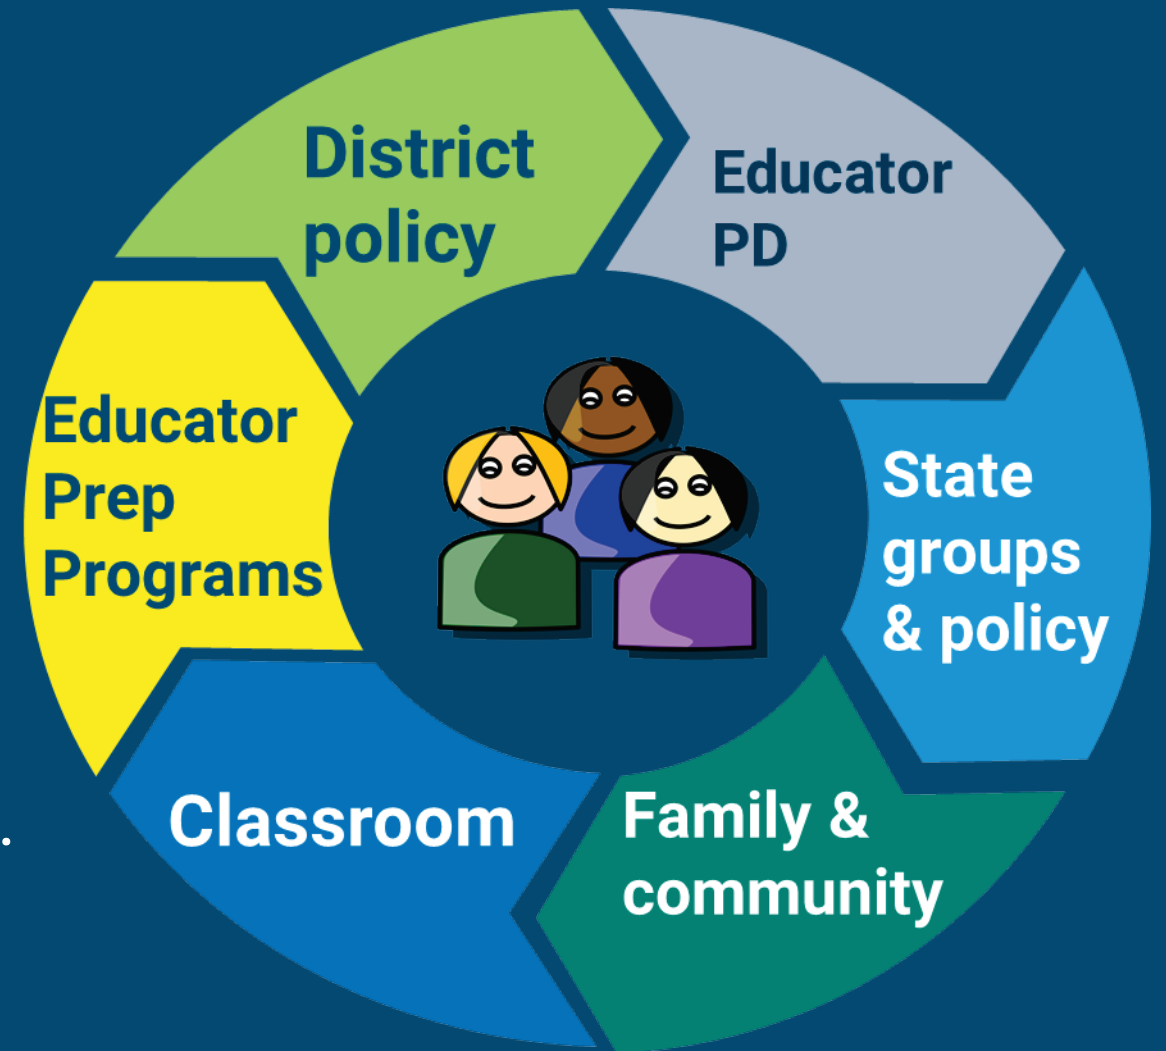 District
policy
Educator
PD
State
groups
& policy
Family &
community
Classroom
Educator
Prep
Programs
.